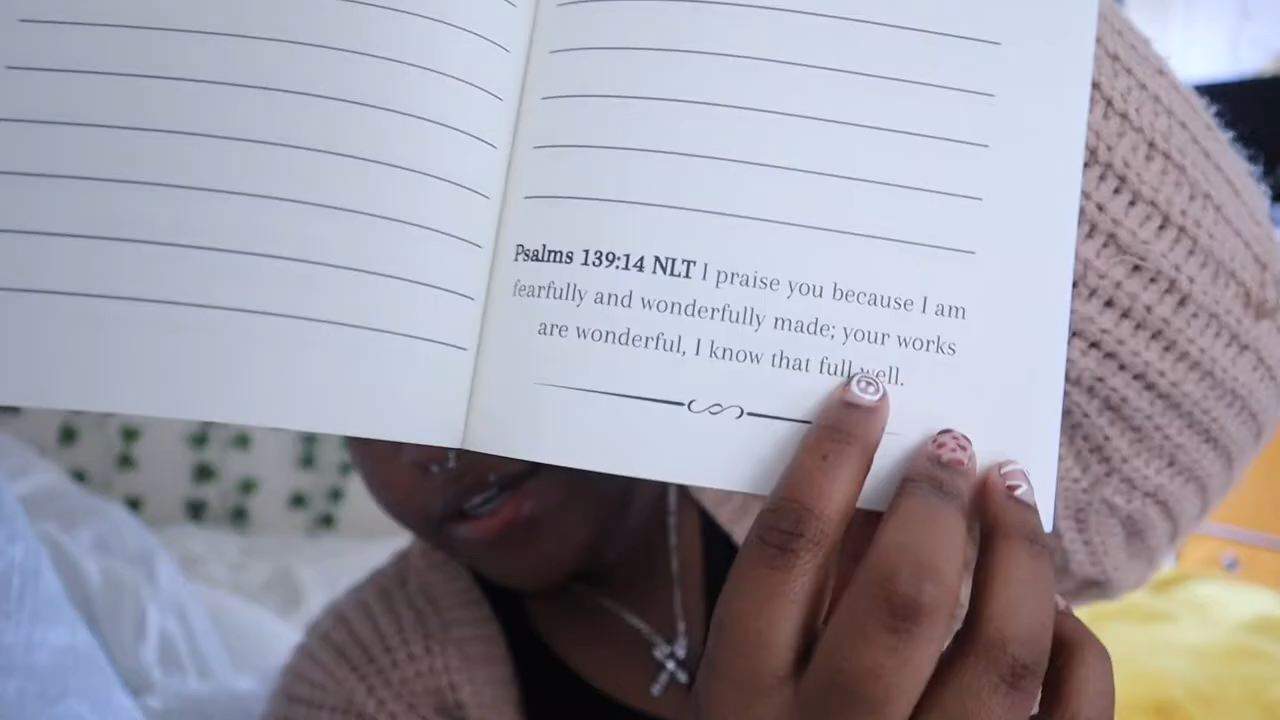 Psalms 139:14 NLT I praise you because I am
fearfully and wonderfully made; your works
are wonderful, I know that full well.